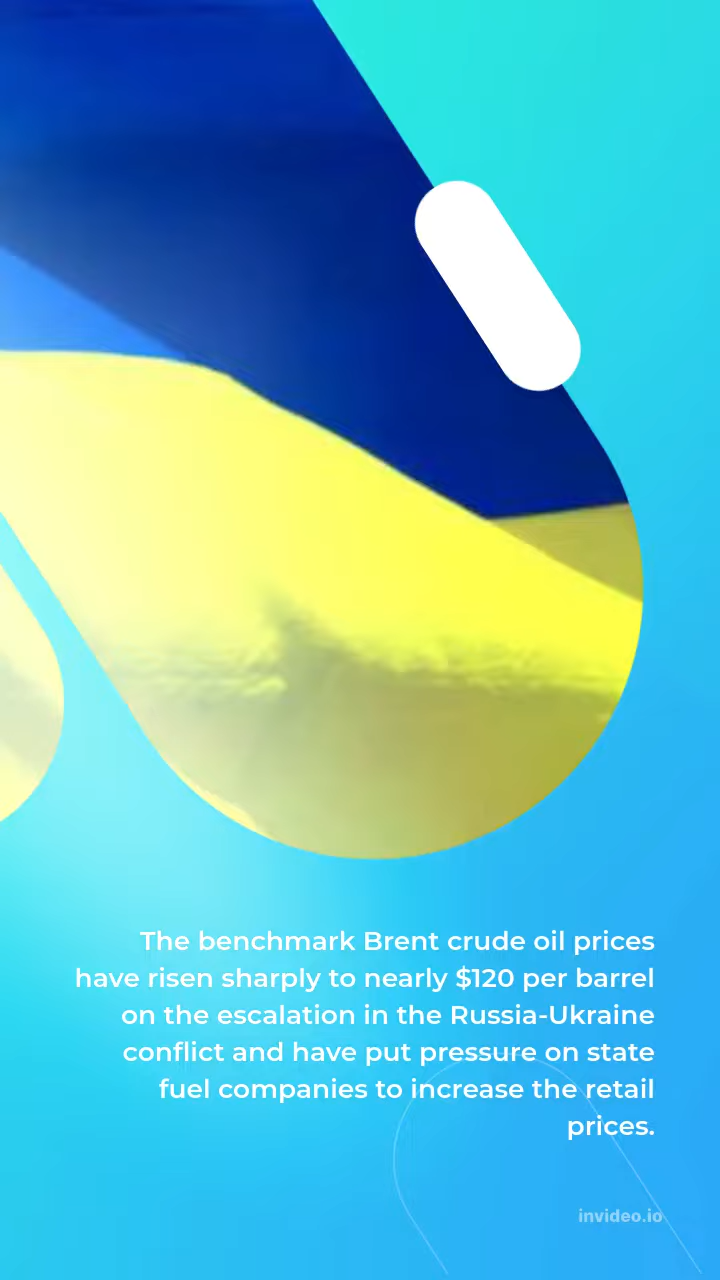 The benchmark Brent crude oil prices
have risen sharply to nearly $120 per barrel
on the escalation in the Russia-Ukraine
conflict and have put pressure on state
fuel companies to increase the retail
prices.
invideo.io